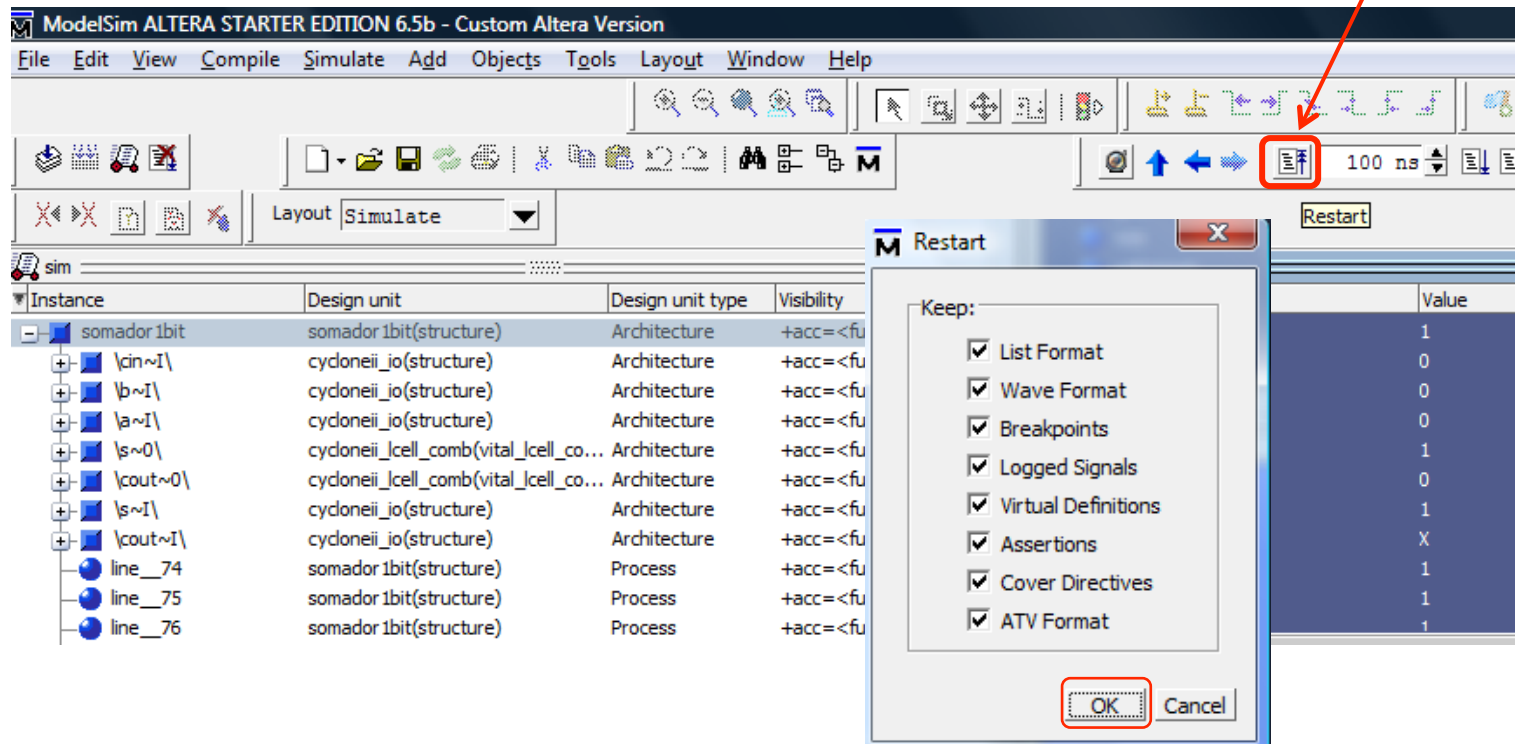 ModelSim ALTERA STARTER EDITION 6.5b - Custom Altera Version
File Edit View Compile Simulate Add Objects Tools Layout Window Help
100 ns
Layout Simulate
Restart
Restart
sim
Instance Design unit Design unit type Visibility Value
somador1bit somador1bit(structure) Architecture +acc=<fu 1
\cin~I\ cycloneii_io(structure) Architecture +acc=<fu 0
\b~I\ cycloneii_io(structure) Architecture +acc=<fu 0
\a~I\ cycloneii_io(structure) Architecture +acc=<fu 0
\s~0\ cycloneii_lcell_comb(vital_lcell_co... Architecture +acc=<fu 1
\cout~0\ cycloneii_lcell_comb(vital_lcell_co... Architecture +acc=<fu 0
\s~I\ cycloneii_io(structure) Architecture +acc=<fu 1
\cout~I\ cycloneii_io(structure) Architecture +acc=<fu X
line__74 somador1bit(structure) Process +acc=<fu 1
line__75 somador1bit(structure) Process +acc=<fu 1
line__76 somador1bit(structure) Process +acc=<fu 1
Keep:
List Format
Wave Format
Breakpoints
Logged Signals
Virtual Definitions
Assertions
Cover Directives
ATV Format
OK Cancel